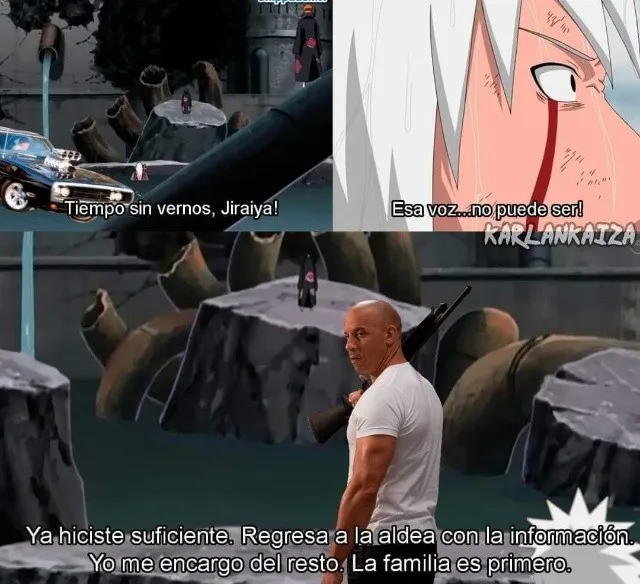 Tiempo sin vernos, Jiraiya!
Esa voz...no puede ser!
KARLANKAIZA
Ya hiciste suficiente. Regresa a la aldea con la información.
Yo me encargo del resto. La familia es primero.